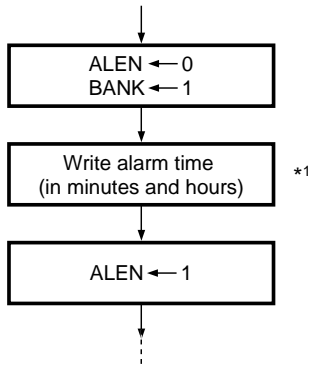 ALEN ← 0
BANK ← 1
Write alarm time
(in minutes and hours)
*1
ALEN ← 1